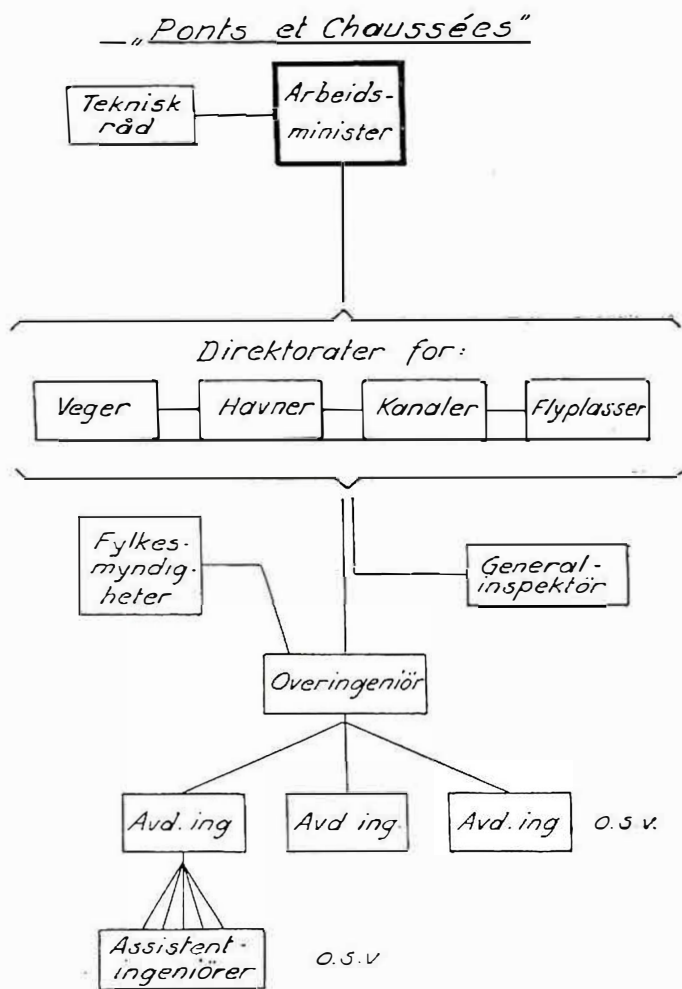 „Ponts et Chaussées"
Teknisk
råd
Arbeids-
minister
Direktorater for:
Veger
Havner
Kanaler
Flyplasser
Fylkes-
myndig-
heter
General-
inspektör
Overingeniör
Avd. ing
Avd ing.
Avd. ing
o.s.v.
Assistent-
ingeniörer
o.s.v